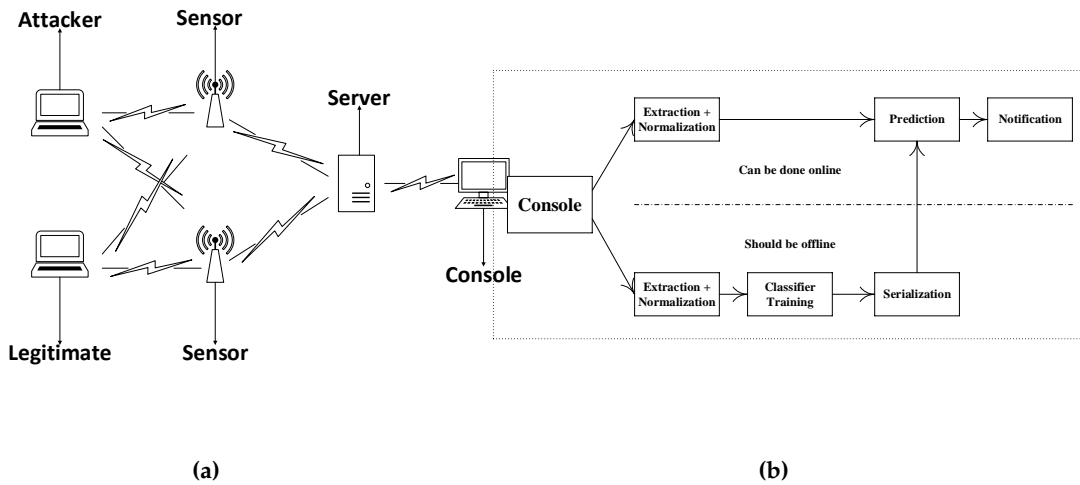 Attacker
Sensor
Server
Legitimate
Sensor
Console
Console
Extraction +
Normalization
Prediction
Notification
Can be done online
Should be offline
Extraction +
Normalization
Classifier
Training
Serialization
(a)
(b)